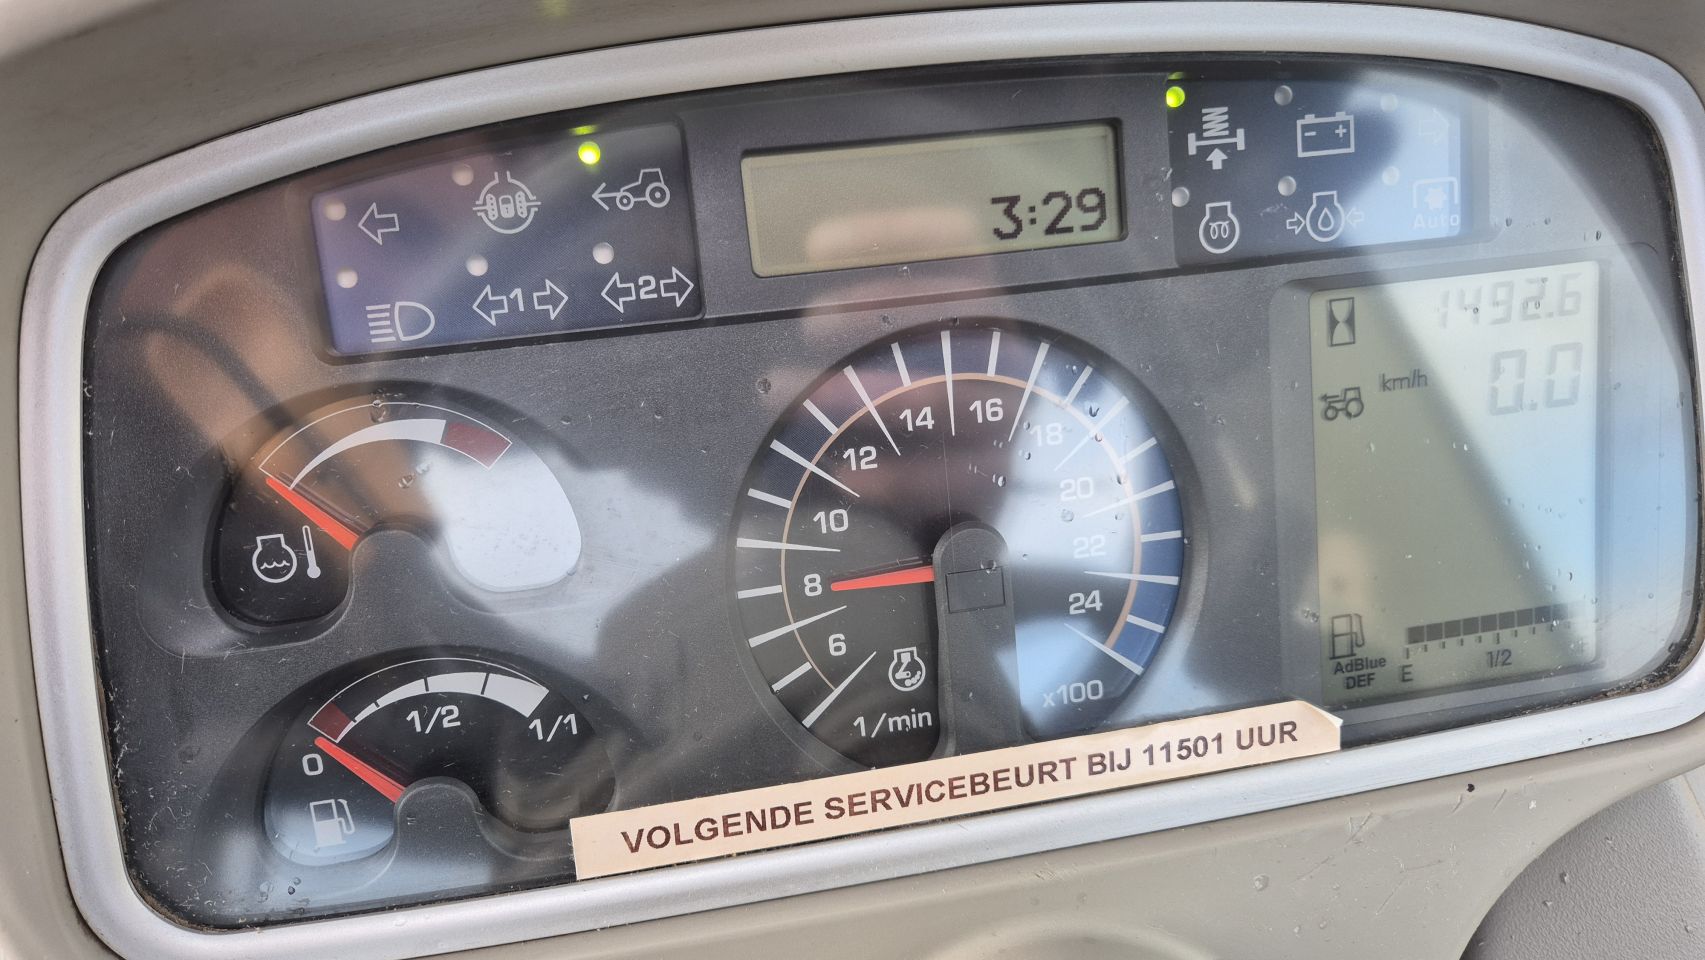 3:29
1
2
Auto
1492.6
km/h
0.0
6 8 10 12 14 16 18 20 22 24
x100
1/min
0 1/2 1/1
AdBlue
DEF
E 1/2 F
VOLGENDE SERVICEBEURT BIJ 11501 UUR